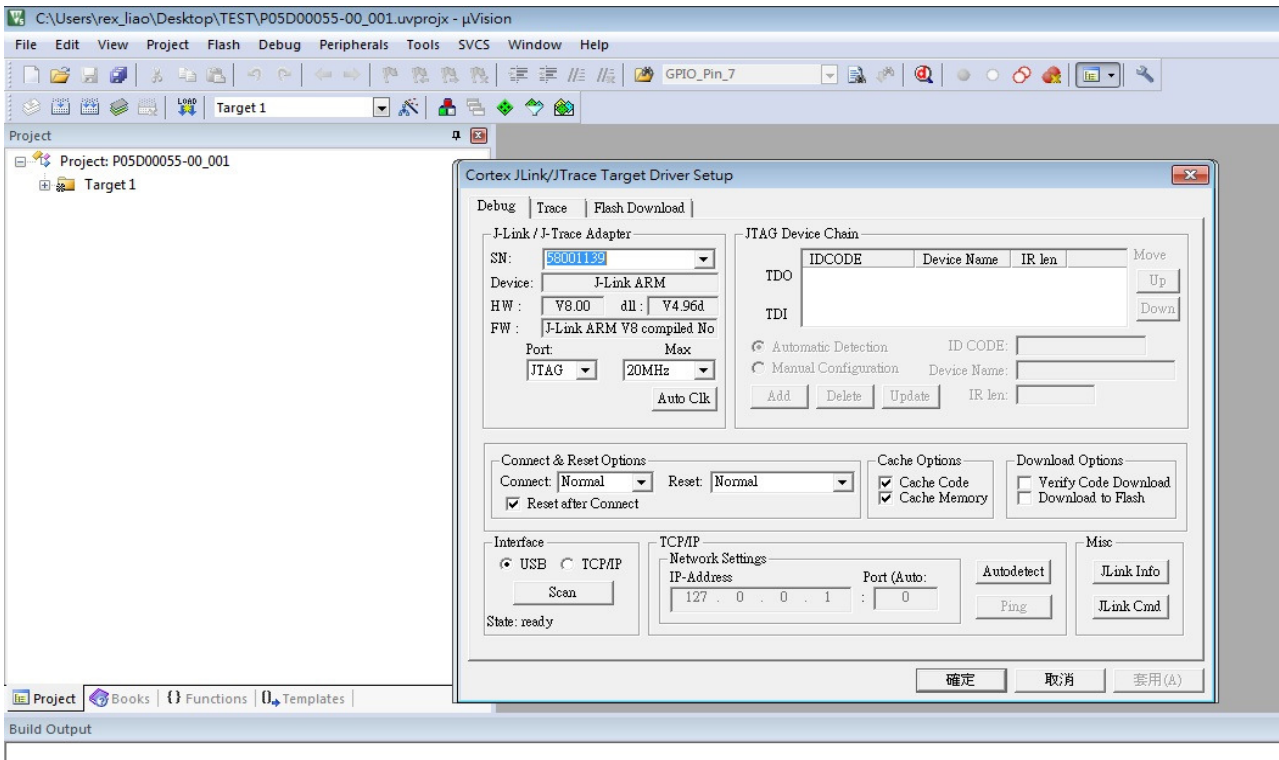 C:\Users\rex_liao\Desktop\TEST\P05D00055-00_001.uvprojx - µVision
File Edit View Project Flash Debug Peripherals Tools SVCS Window Help
GPIO_Pin_7
LOAD Target 1
Project
Project: P05D00055-00_001
Target 1
Project Books {} Functions Templates
Build Output
Cortex JLink/JTrace Target Driver Setup
Debug Trace Flash Download
J-Link / J-Trace Adapter
SN: 58001139
Device: J-Link ARM
HW : V8.00 dll : V4.96d
FW : J-Link ARM V8 compiled No
Port: Max
JTAG 20MHz
Auto Clk
JTAG Device Chain
IDCODE Device Name IR len Move
TDO Up
TDI Down
Automatic Detection ID CODE:
Manual Configuration Device Name:
Add Delete Update IR len:
Connect & Reset Options
Connect: Normal Reset: Normal
Reset after Connect
Cache Options
Cache Code
Cache Memory
Download Options
Verify Code Download
Download to Flash
Interface
USB TCP/IP
Scan
State: ready
TCP/IP
Network Settings
IP-Address Port (Auto:
127 . 0 . 0 . 1 : 0
Autodetect
Ping
Misc
JLink Info
JLink Cmd
確定 取消 套用(A)